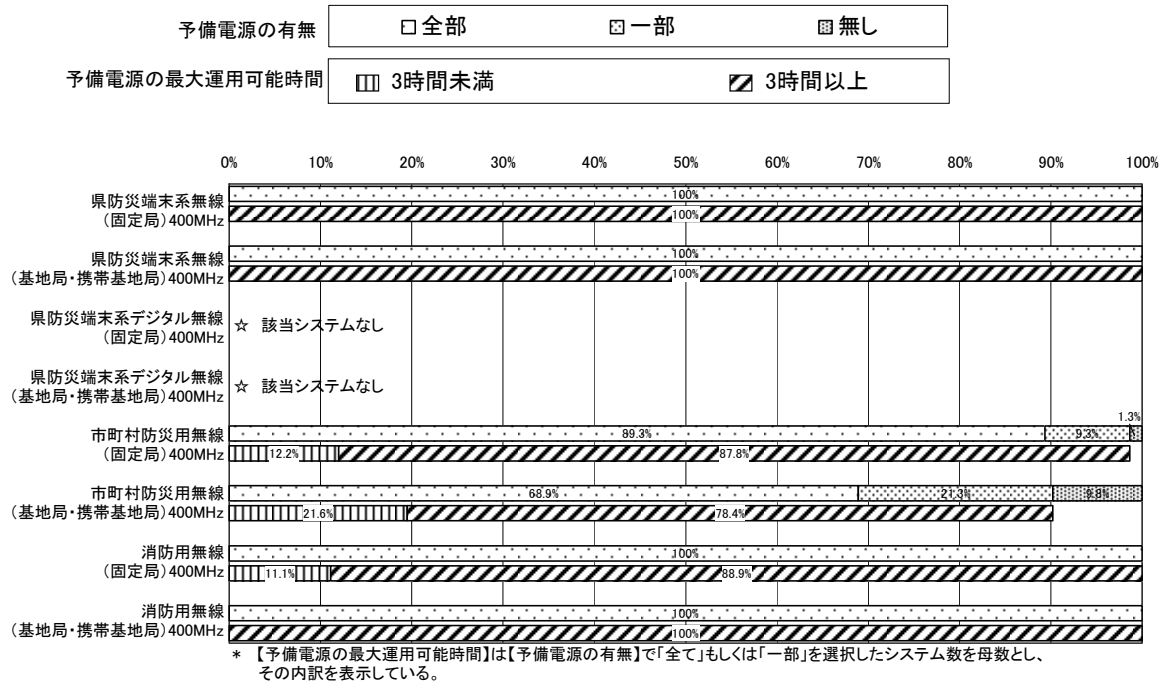 予備電源の有無 全部 一部 無し
予備電源の最大運用可能時間 3時間未満 3時間以上
0% 10% 20% 30% 40% 50% 60% 70% 80% 90% 100%
県防災端末系無線
(固定局)400MHz
100%
100%
県防災端末系無線
(基地局・携帯基地局)400MHz
100%
100%
県防災端末系デジタル無線
(固定局)400MHz
☆ 該当システムなし
県防災端末系デジタル無線
(基地局・携帯基地局)400MHz
☆ 該当システムなし
市町村防災用無線
(固定局)400MHz
89.3% 9.3% 1.3%
12.2% 87.8%
市町村防災用無線
(基地局・携帯基地局)400MHz
68.9% 21.3% 9.8%
21.6% 78.4%
消防用無線
(固定局)400MHz
100%
11.1% 88.9%
消防用無線
(基地局・携帯基地局)400MHz
100%
100%
* 【予備電源の最大運用可能時間】は【予備電源の有無】で「全て」もしくは「一部」を選択したシステム数を母数とし、
その内訳を表示している。